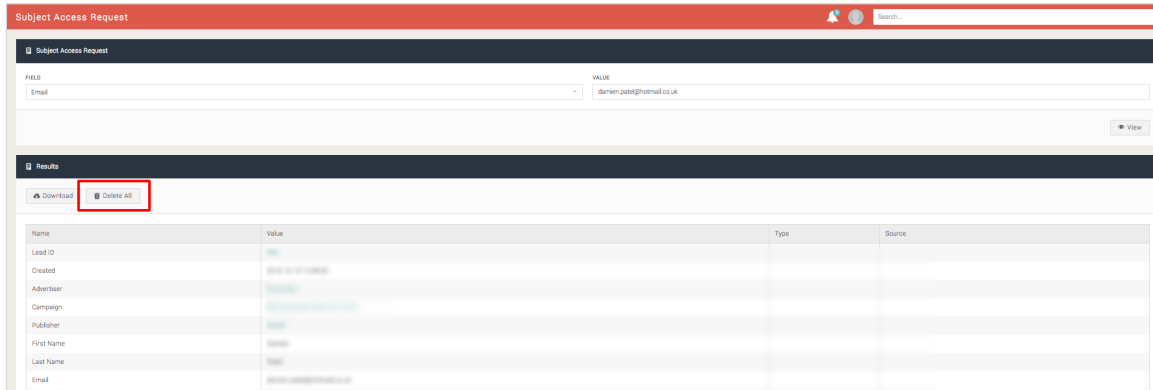 Subject Access Request
Search...
Subject Access Request
FIELD
VALUE
Email
damien.patel@hotmail.co.uk
View
Results
Download
Delete All
Name Value Type Source
Lead ID
Created
Advertiser
Campaign
Publisher
First Name
Last Name
Email